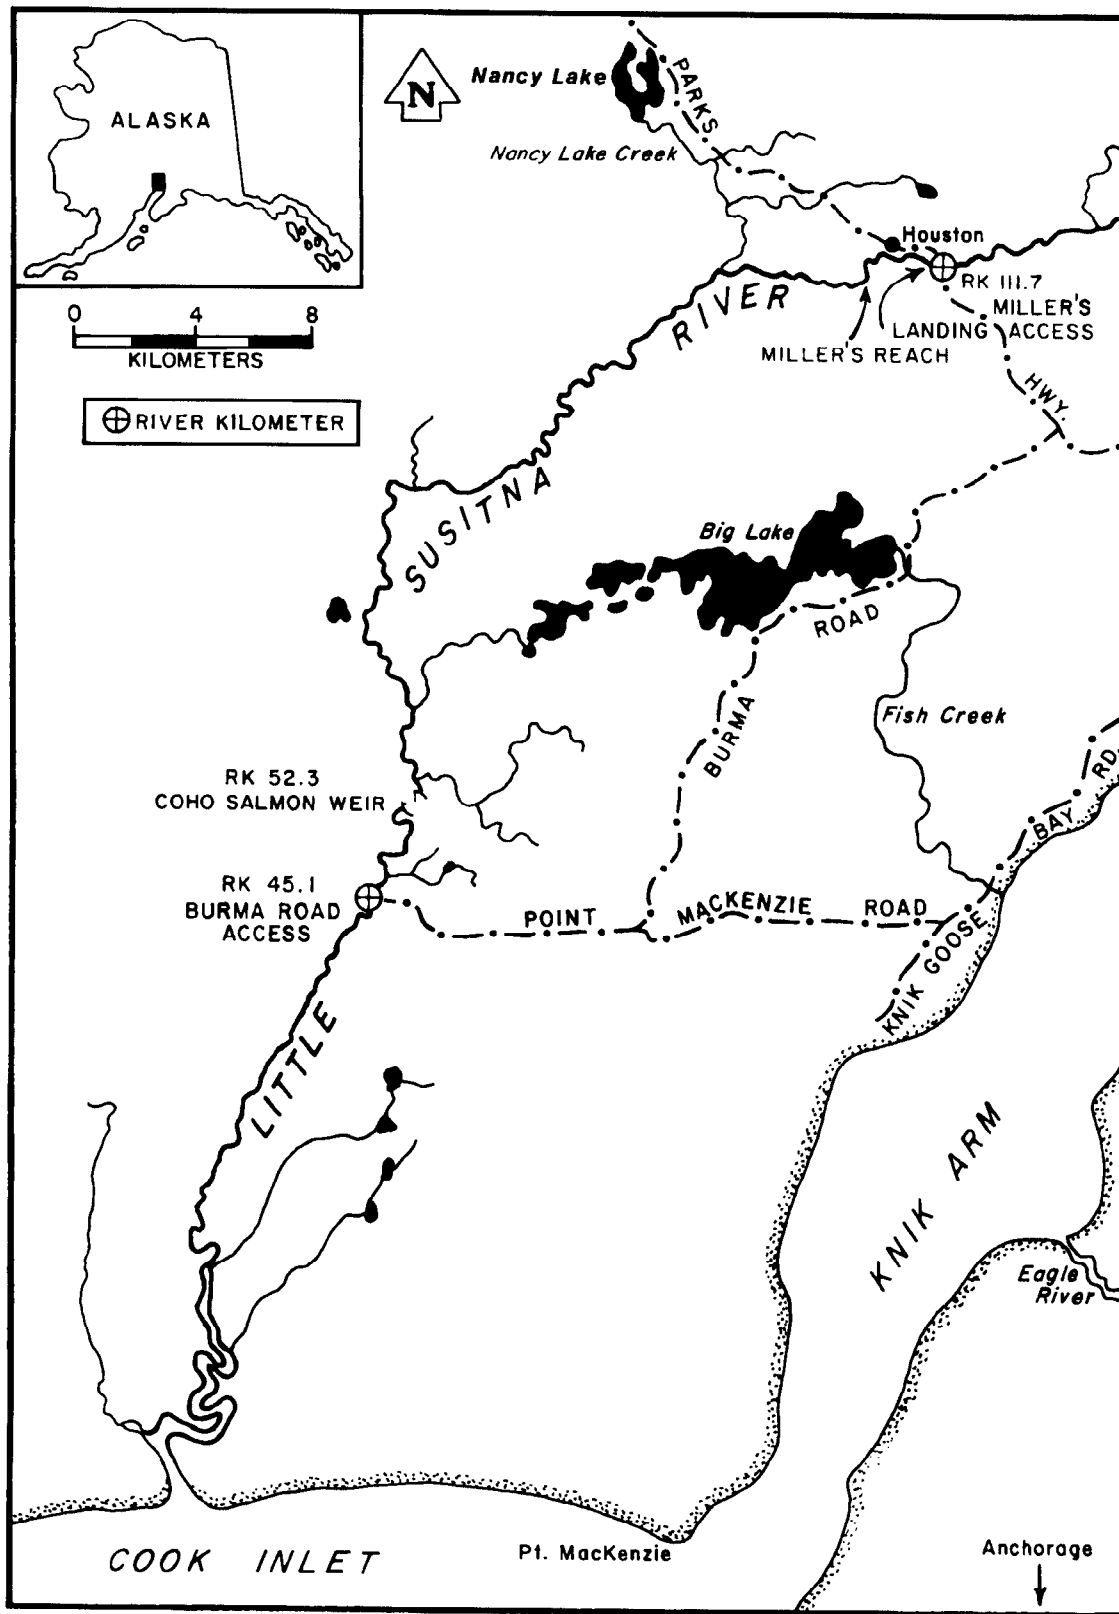 ALASKA
N
Nancy Lake
PARKS
Nancy Lake Creek
Houston
RK 111.7
MILLER'S
LANDING ACCESS
MILLER'S REACH
HWY.
0 4 8
KILOMETERS
RIVER KILOMETER
LITTLE SUSITNA RIVER
Big Lake
BURMA ROAD
Fish Creek
RK 52.3
COHO SALMON WEIR
RK 45.1
BURMA ROAD
ACCESS
POINT MACKENZIE ROAD
KNIK GOOSE BAY RD.
KNIK ARM
Eagle
River
COOK INLET
Pt. MacKenzie
Anchorage